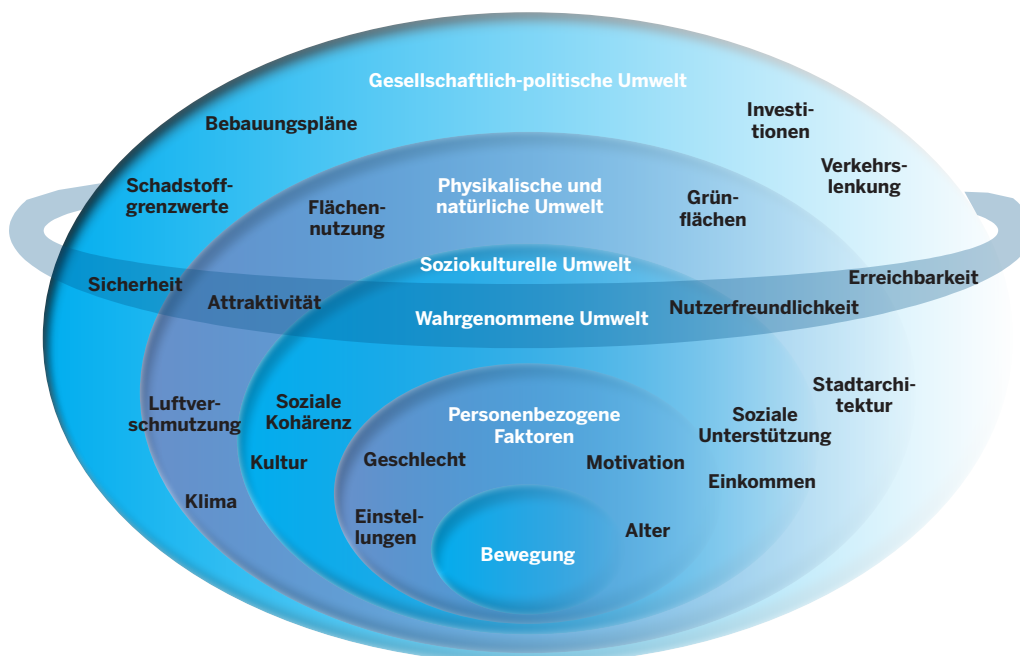 Gesellschaftlich-politische Umwelt
Bebauungspläne
Investi-
tionen
Verkehrs-
lenkung
Schadstoff-
grenzwerte
Physikalische und
natürliche Umwelt
Flächen-
nutzung
Grün-
flächen
Soziokulturelle Umwelt
Sicherheit
Attraktivität
Wahrgenommene Umwelt
Nutzerfreundlichkeit
Erreichbarkeit
Luftver-
schmutzung
Soziale
Kohärenz
Personenbezogene
Faktoren
Soziale
Unterstützung
Stadtarchi-
tektur
Kultur
Geschlecht
Motivation
Einkommen
Klima
Einstel-
lungen
Alter
Bewegung